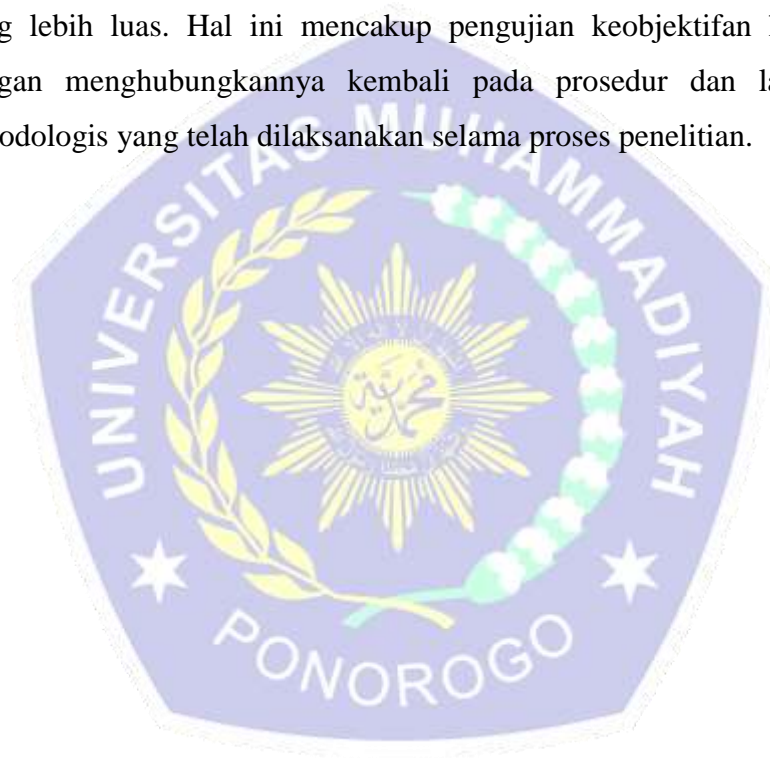 g lebih luas. Hal ini mencakup pengujian keobjektifan
gan menghubungkannya kembali pada prosedur dan la
odologis yang telah dilaksanakan selama proses penelitian.
UNIVERSITAS MUHAMMADIYAH
محمدية
PONOROGO